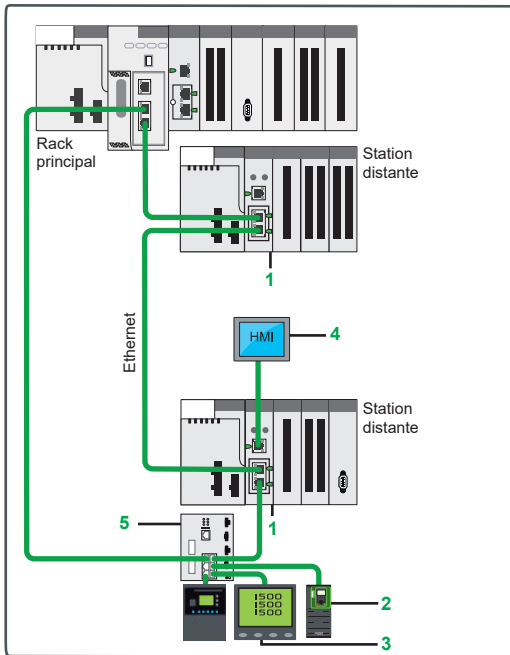 Rack
principal
Station
distante
1
Ethernet
HMI
4
Station
distante
1
5
1500
1500
1500
2
3